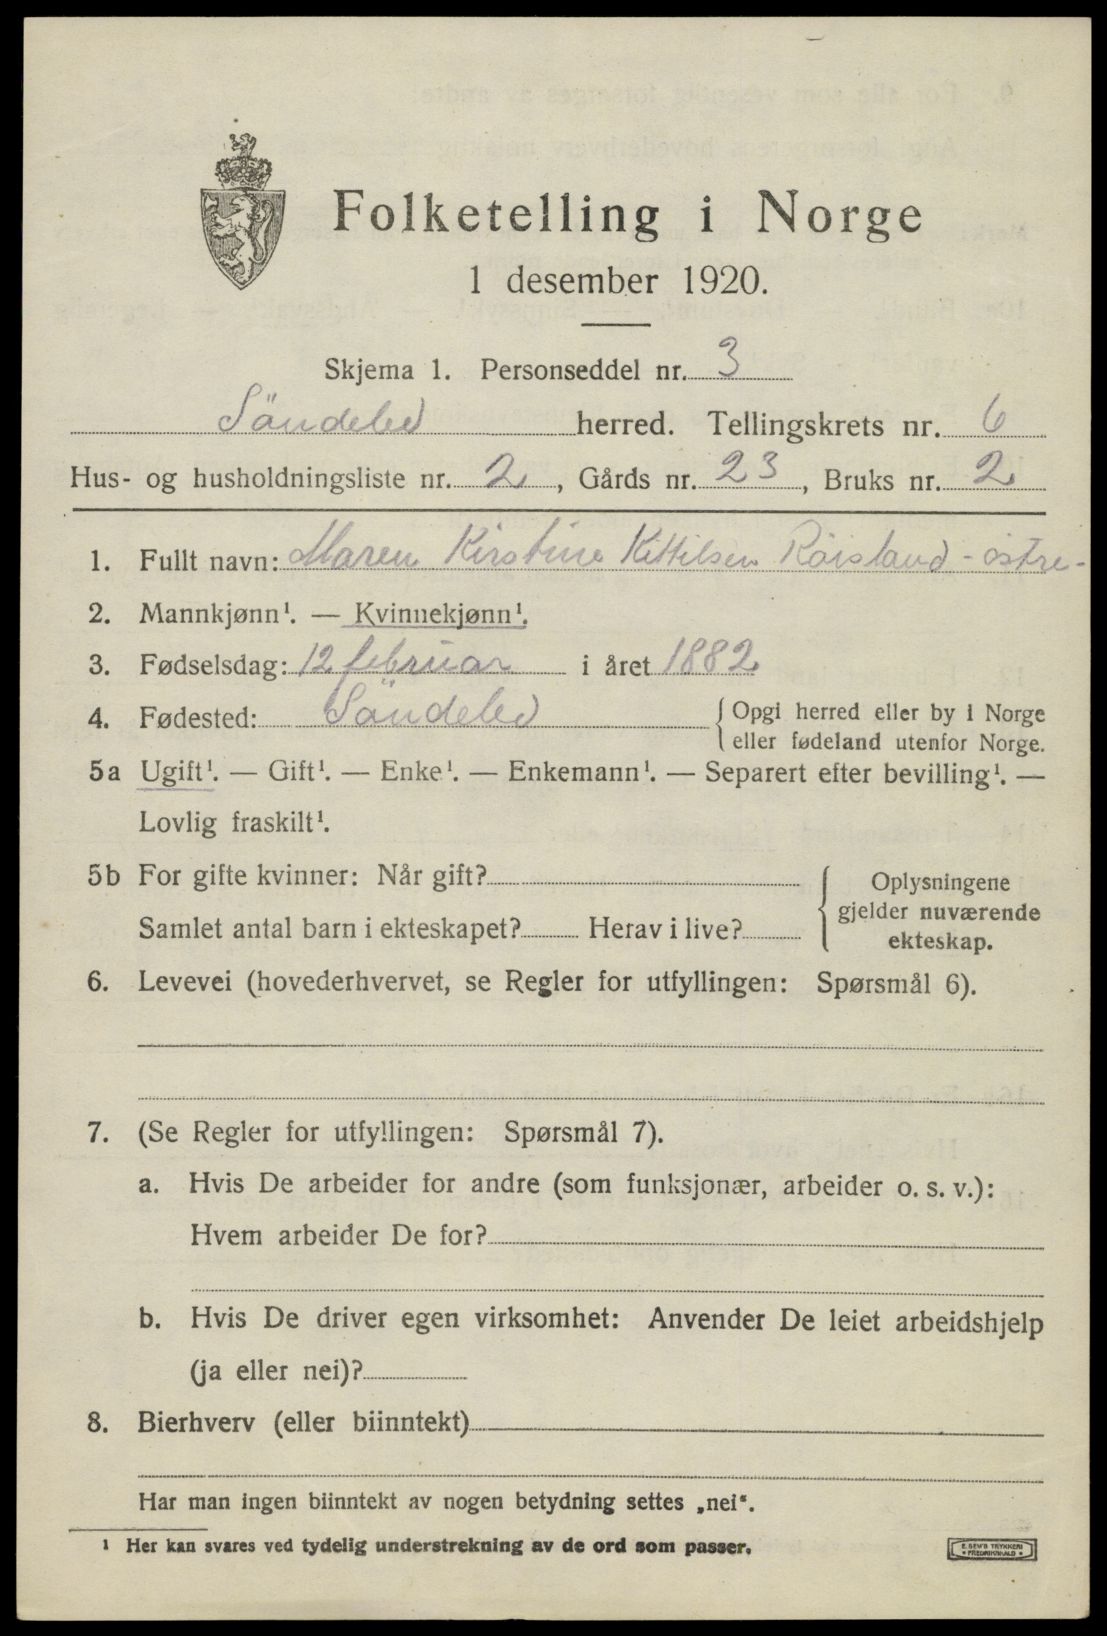 Folketelling i Norge
1 desember 1920.
Skjema 1. Personseddel nr. 3
Söndeled herred. Tellingskrets nr. 6
Hus- og husholdningsliste nr. 2, Gårds nr. 23, Bruks nr. 2
1. Fullt navn: Maren Kirstine Kittilsen Röisland - östre -
2. Mannkjønn¹. — Kvinnekjønn¹.
3. Fødselsdag: 12 februar i året 1882
4. Fødested: Söndeled { Opgi herred eller by i Norge
eller fødeland utenfor Norge.
5a Ugift¹. — Gift¹. — Enke¹. — Enkemann¹. — Separert efter bevilling¹. —
Lovlig fraskilt¹.
5b For gifte kvinner: Når gift?
Samlet antal barn i ekteskapet? Herav i live?
{ Oplysningene
gjelder nuværende
ekteskap.
6. Levevei (hovederhvervet, se Regler for utfyllingen: Spørsmål 6).
7. (Se Regler for utfyllingen: Spørsmål 7).
a. Hvis De arbeider for andre (som funksjonær, arbeider o. s. v.):
Hvem arbeider De for?
b. Hvis De driver egen virksomhet: Anvender De leiet arbeidshjelp
(ja eller nei)?
8. Bierhverv (eller biinntekt)
Har man ingen biinntekt av nogen betydning settes „nei“.
¹ Her kan svares ved tydelig understrekning av de ord som passer.
E. SEM'S TRYKKERI
• FREDRIKSHALD •